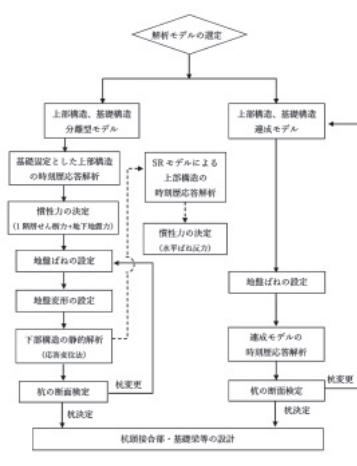 解析モデルの選定
上部構造、基礎構造
分離型モデル
基礎固定とした上部構造
の時刻歴応答解析
慣性力の決定
(1階層せん断力+地下地震力)
地盤ばねの設定
地盤変形の設定
下部構造の静的解析
(応答変位法)
杭の断面検定
杭変更
杭決定
SRモデルによる
上部構造の
時刻歴応答解析
慣性力の決定
(水平ばね反力)
上部構造、基礎構造
連成モデル
地盤ばねの設定
連成モデルの
時刻歴応答解析
杭の断面検定
杭変更
杭決定
杭頭接合部・基礎梁等の設計